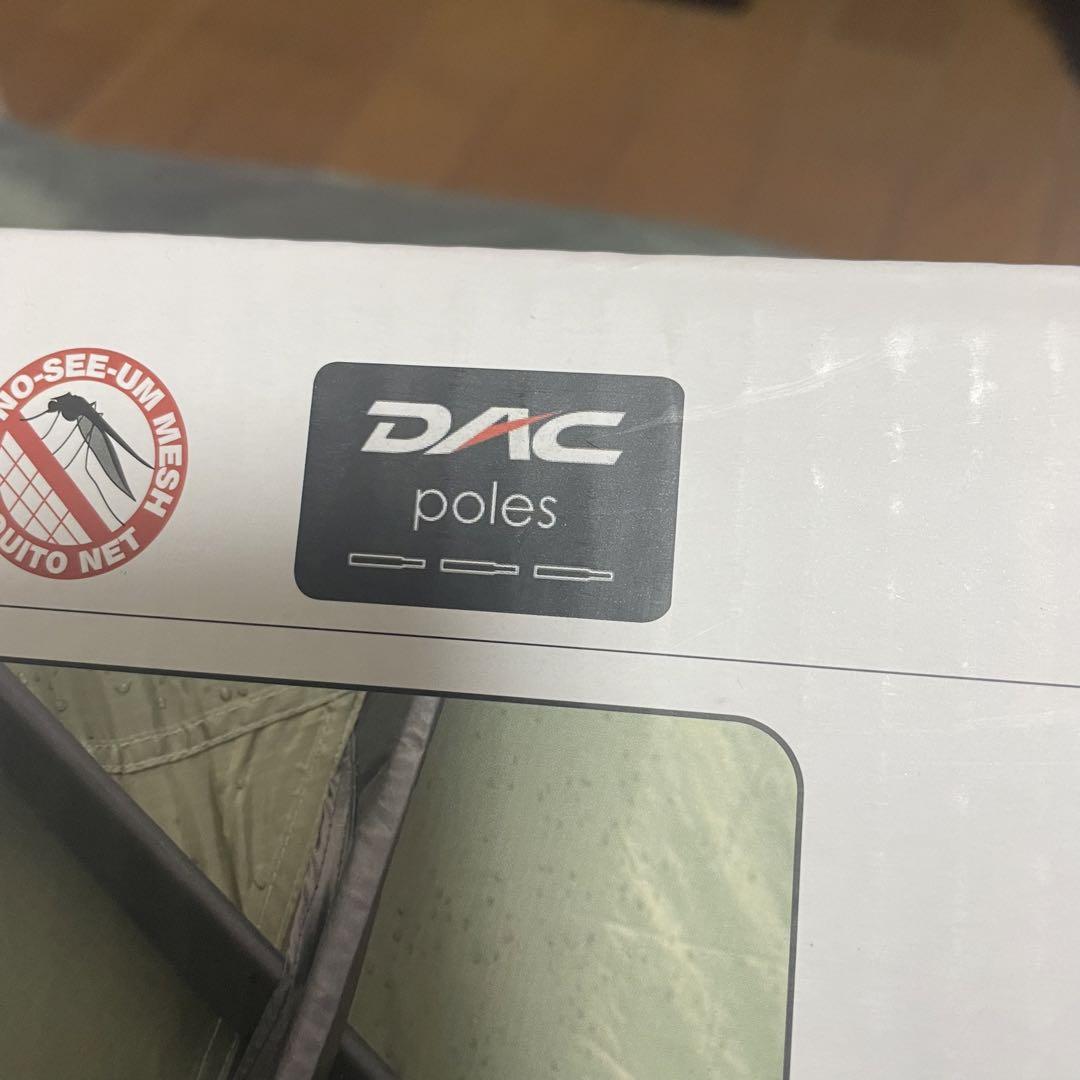 NO-SEE-UM MESH
UITO NET
DAC
poles